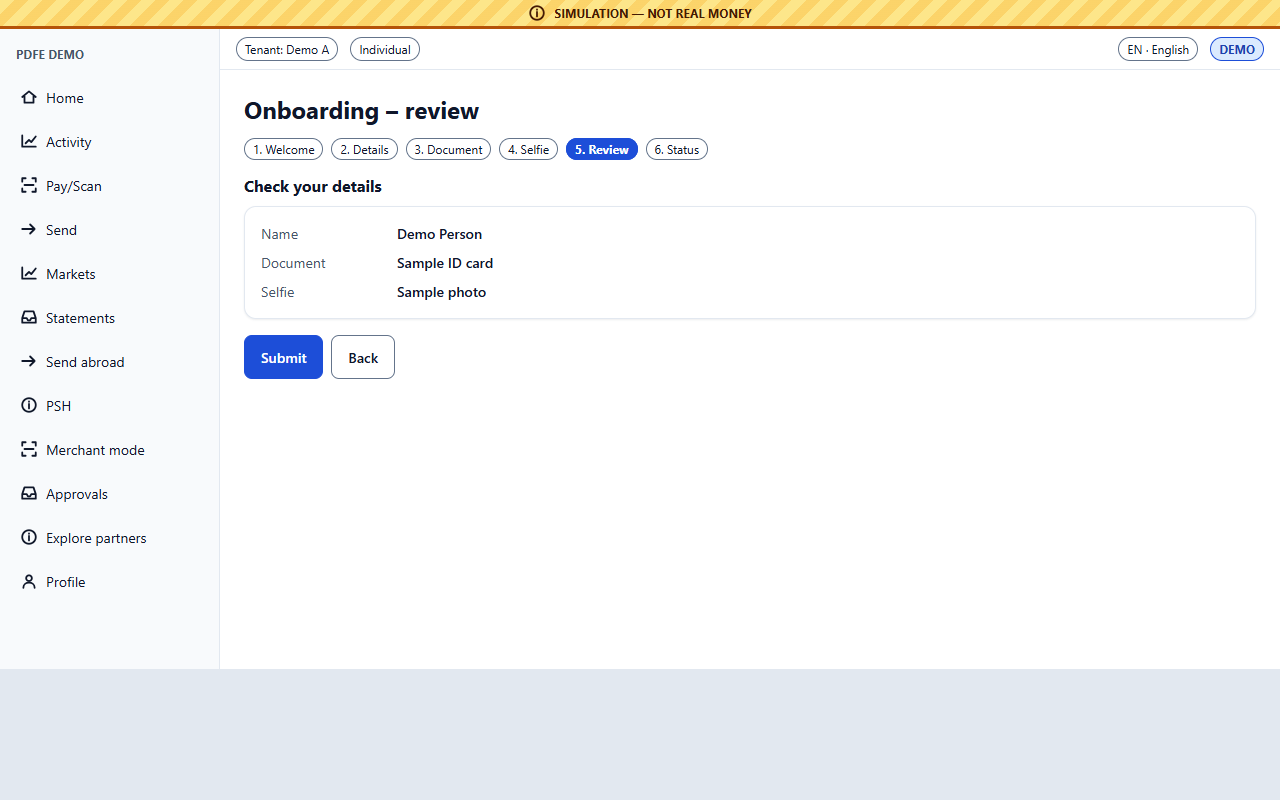 SIMULATION — NOT REAL MONEY
PDFE DEMO
Tenant: Demo A
Individual
EN · English
DEMO
Home
Activity
Pay/Scan
Send
Markets
Statements
Send abroad
PSH
Merchant mode
Approvals
Explore partners
Profile
Onboarding – review
1. Welcome
2. Details
3. Document
4. Selfie
5. Review
6. Status
Check your details
Name Demo Person
Document Sample ID card
Selfie Sample photo
Submit
Back